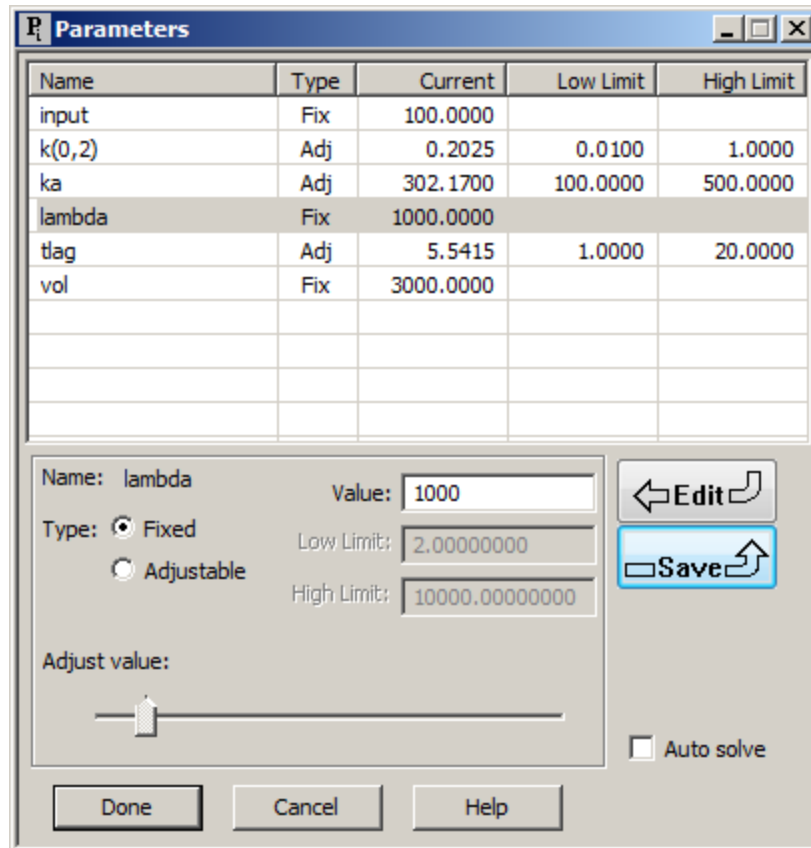 Parameters
Name Type Current Low Limit High Limit
input Fix 100.0000
k(0,2) Adj 0.2025 0.0100 1.0000
ka Adj 302.1700 100.0000 500.0000
lambda Fix 1000.0000
tlag Adj 5.5415 1.0000 20.0000
vol Fix 3000.0000
Name: lambda Value: 1000 Edit
Type: Fixed Low Limit: 2.00000000 Save
Adjustable High Limit: 10000.00000000
Adjust value:
Auto solve
Done Cancel Help